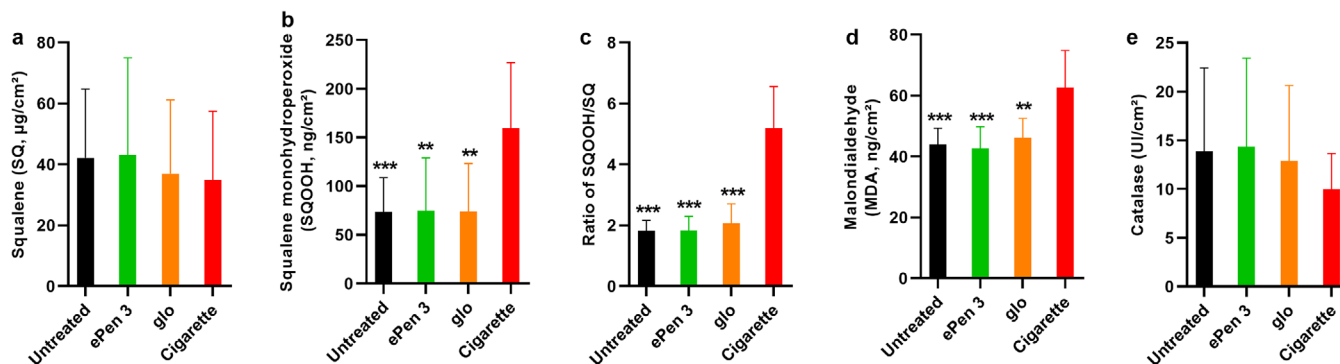 a
Squalene (SQ, µg/cm²)
80
60
40
20
0
Untreated
ePen 3
glo
Cigarette
b
Squalene monohydroperoxide
(SQOOH, ng/cm²)
250
200
150
100
50
0
***
**
**
Untreated
ePen 3
glo
Cigarette
c
Ratio of SQOOH/SQ
8
6
4
2
0
***
***
***
Untreated
ePen 3
glo
Cigarette
d
Malondialdehyde
(MDA, ng/cm²)
80
60
40
20
0
***
***
**
Untreated
ePen 3
glo
Cigarette
e
Catalase (UI/cm²)
25
20
15
10
5
0
Untreated
ePen 3
glo
Cigarette